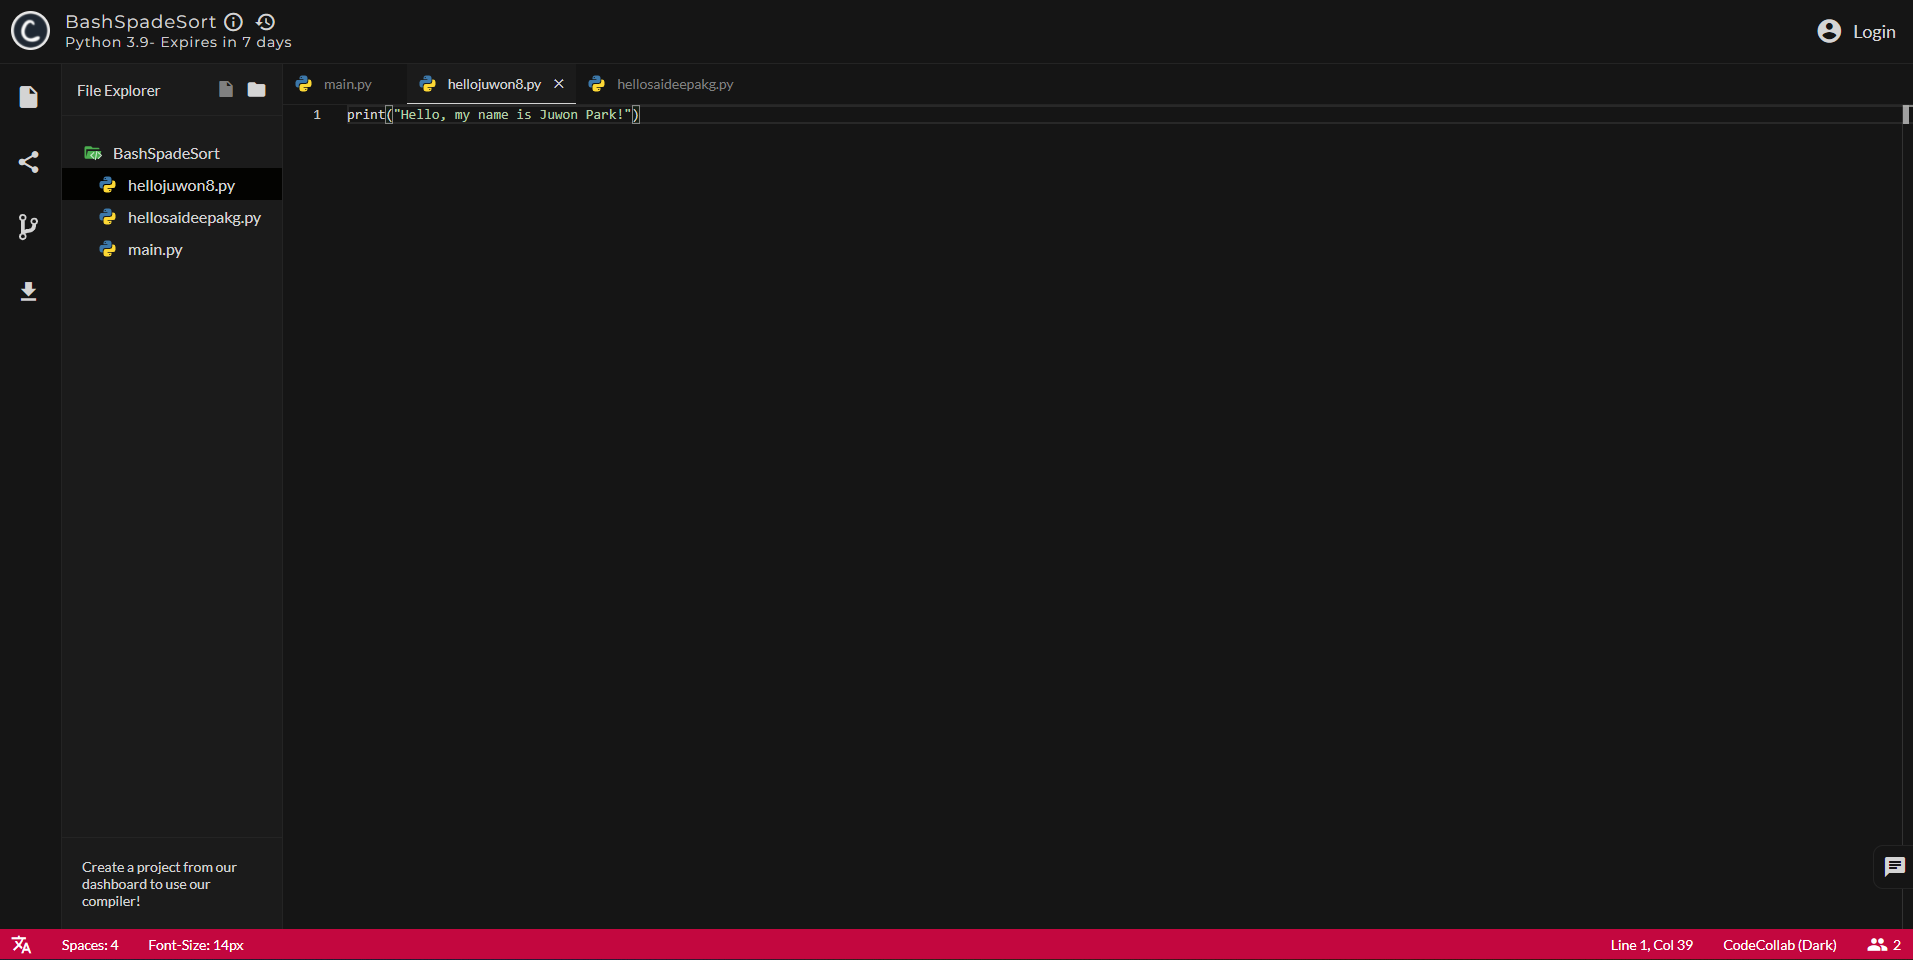 BashSpadeSort
Python 3.9- Expires in 7 days
Login
File Explorer
main.py
hellojuwon8.py
hellosaideepakg.py
1 print("Hello, my name is Juwon Park!")
BashSpadeSort
hellojuwon8.py
hellosaideepakg.py
main.py
Create a project from our
dashboard to use our
compiler!
Spaces: 4 Font-Size: 14px Line 1, Col 39 CodeCollab (Dark) 2